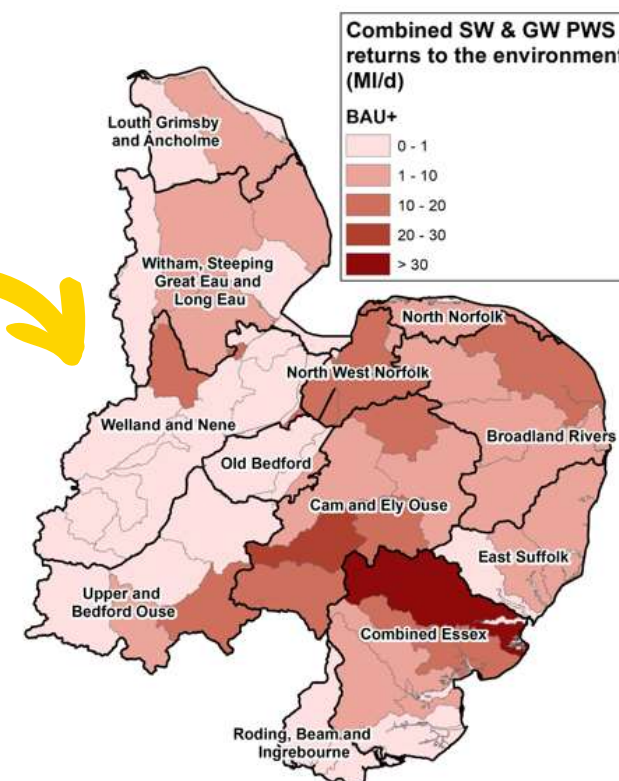 Combined SW & GW PWS
returns to the environment
(Ml/d)
BAU+
0 - 1
1 - 10
10 - 20
20 - 30
> 30
Louth Grimsby
and Ancholme
Witham, Steeping
Great Eau and
Long Eau
North Norfolk
North West Norfolk
Welland and Nene
Broadland Rivers
Old Bedford
Cam and Ely Ouse
East Suffolk
Upper and
Bedford Ouse
Combined Essex
Roding, Beam and
Ingrebourne